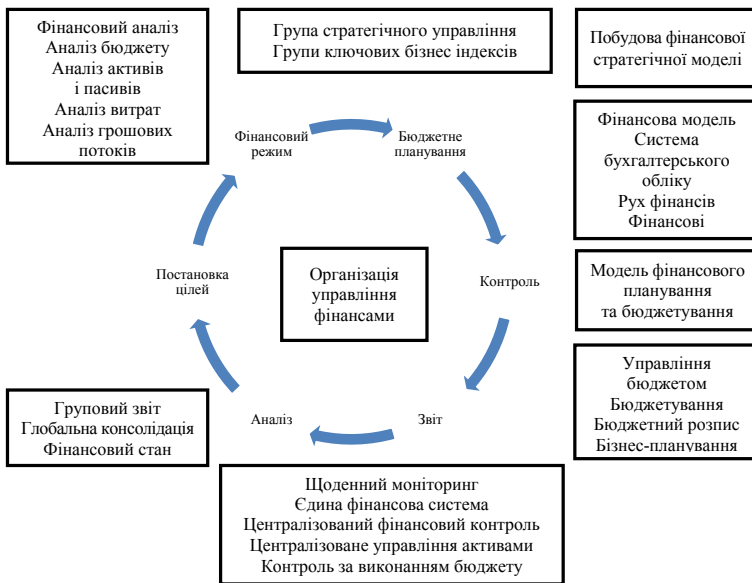 Фінансовий аналіз
Аналіз бюджету
Аналіз активів
і пасивів
Аналіз витрат
Аналіз грошових
потоків
Група стратегічного управління
Групи ключових бізнес індексів
Побудова фінансової
стратегічної моделі
Фінансовий
режим
Бюджетне
планування
Фінансова модель
Система
бухгалтерського
обліку
Рух фінансів
Фінансові
Постановка
цілей
Організація
управління
фінансами
Контроль
Модель фінансового
планування
та бюджетування
Управління
бюджетом
Бюджетування
Бюджетний розпис
Бізнес-планування
Груповий звіт
Глобальна консолідація
Фінансовий стан
Аналіз
Звіт
Щоденний моніторинг
Єдина фінансова система
Централізований фінансовий контроль
Централізоване управління активами
Контроль за виконанням бюджету